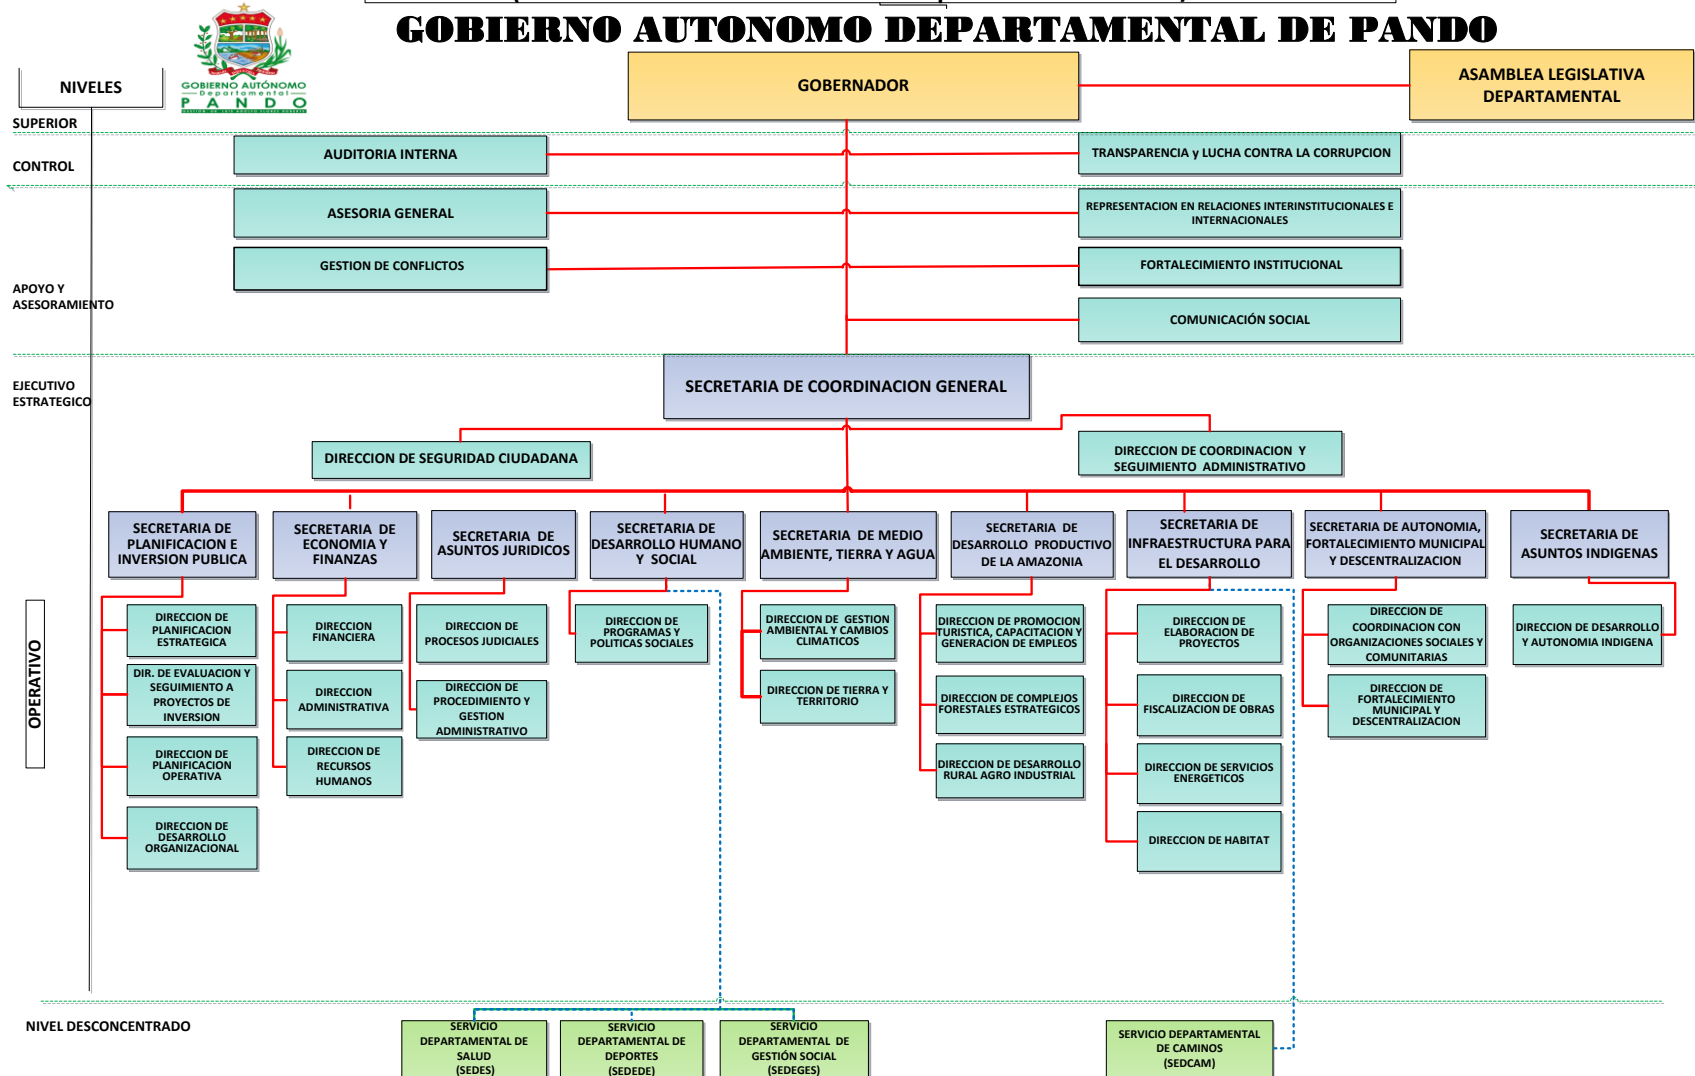 GOBIERNO AUTONOMO DEPARTAMENTAL DE PANDO
GOBIERNO AUTÓNOMO
Departamental
PANDO
NIVELES
GOBERNADOR
ASAMBLEA LEGISLATIVA
DEPARTAMENTAL
SUPERIOR
CONTROL
AUDITORIA INTERNA
TRANSPARENCIA y LUCHA CONTRA LA CORRUPCION
ASESORIA GENERAL
REPRESENTACION EN RELACIONES INTERINSTITUCIONALES E
INTERNACIONALES
GESTION DE CONFLICTOS
FORTALECIMIENTO INSTITUCIONAL
APOYO Y
ASESORAMIENTO
COMUNICACIÓN SOCIAL
EJECUTIVO
ESTRATEGICO
SECRETARIA DE COORDINACION GENERAL
DIRECCION DE SEGURIDAD CIUDADANA
DIRECCION DE COORDINACION Y
SEGUIMIENTO ADMINISTRATIVO
SECRETARIA DE
PLANIFICACION E
INVERSION PUBLICA
SECRETARIA DE
ECONOMIA Y
FINANZAS
SECRETARIA DE
ASUNTOS JURIDICOS
SECRETARIA DE
DESARROLLO HUMANO
Y SOCIAL
SECRETARIA DE MEDIO
AMBIENTE, TIERRA Y AGUA
SECRETARIA DE
DESARROLLO PRODUCTIVO
DE LA AMAZONIA
SECRETARIA DE
INFRAESTRUCTURA PARA
EL DESARROLLO
SECRETARIA DE AUTONOMIA,
FORTALECIMIENTO MUNICIPAL
Y DESCENTRALIZACION
SECRETARIA DE
ASUNTOS INDIGENAS
OPERATIVO
DIRECCION DE
PLANIFICACION
ESTRATEGICA
DIR. DE EVALUACION Y
SEGUIMIENTO A
PROYECTOS DE
INVERSION
DIRECCION DE
PLANIFICACION
OPERATIVA
DIRECCION DE
DESARROLLO
ORGANIZACIONAL
DIRECCION
FINANCIERA
DIRECCION
ADMINISTRATIVA
DIRECCION DE
RECURSOS
HUMANOS
DIRECCION DE
PROCESOS JUDICIALES
DIRECCION DE
PROCEDIMIENTO Y
GESTION
ADMINISTRATIVO
DIRECCION DE
PROGRAMAS Y
POLITICAS SOCIALES
DIRECCION DE GESTION
AMBIENTAL Y CAMBIOS
CLIMATICOS
DIRECCION DE TIERRA Y
TERRITORIO
DIRECCION DE PROMOCION
TURISTICA, CAPACITACION Y
GENERACION DE EMPLEOS
DIRECCION DE COMPLEJOS
FORESTALES ESTRATEGICOS
DIRECCION DE DESARROLLO
RURAL AGRO INDUSTRIAL
DIRECCION DE
ELABORACION DE
PROYECTOS
DIRECCION DE
FISCALIZACION DE OBRAS
DIRECCION DE SERVICIOS
ENERGETICOS
DIRECCION DE HABITAT
DIRECCION DE
COORDINACION CON
ORGANIZACIONES SOCIALES Y
COMUNITARIAS
DIRECCION DE
FORTALECIMIENTO
MUNICIPAL Y
DESCENTRALIZACION
DIRECCION DE DESARROLLO
Y AUTONOMIA INDIGENA
NIVEL DESCONCENTRADO
SERVICIO
DEPARTAMENTAL DE
SALUD
(SEDES)
SERVICIO
DEPARTAMENTAL DE
DEPORTES
(SEDEDE)
SERVICIO
DEPARTAMENTAL DE
GESTIÓN SOCIAL
(SEDEGES)
SERVICIO DEPARTAMENTAL
DE CAMINOS
(SEDCAM)